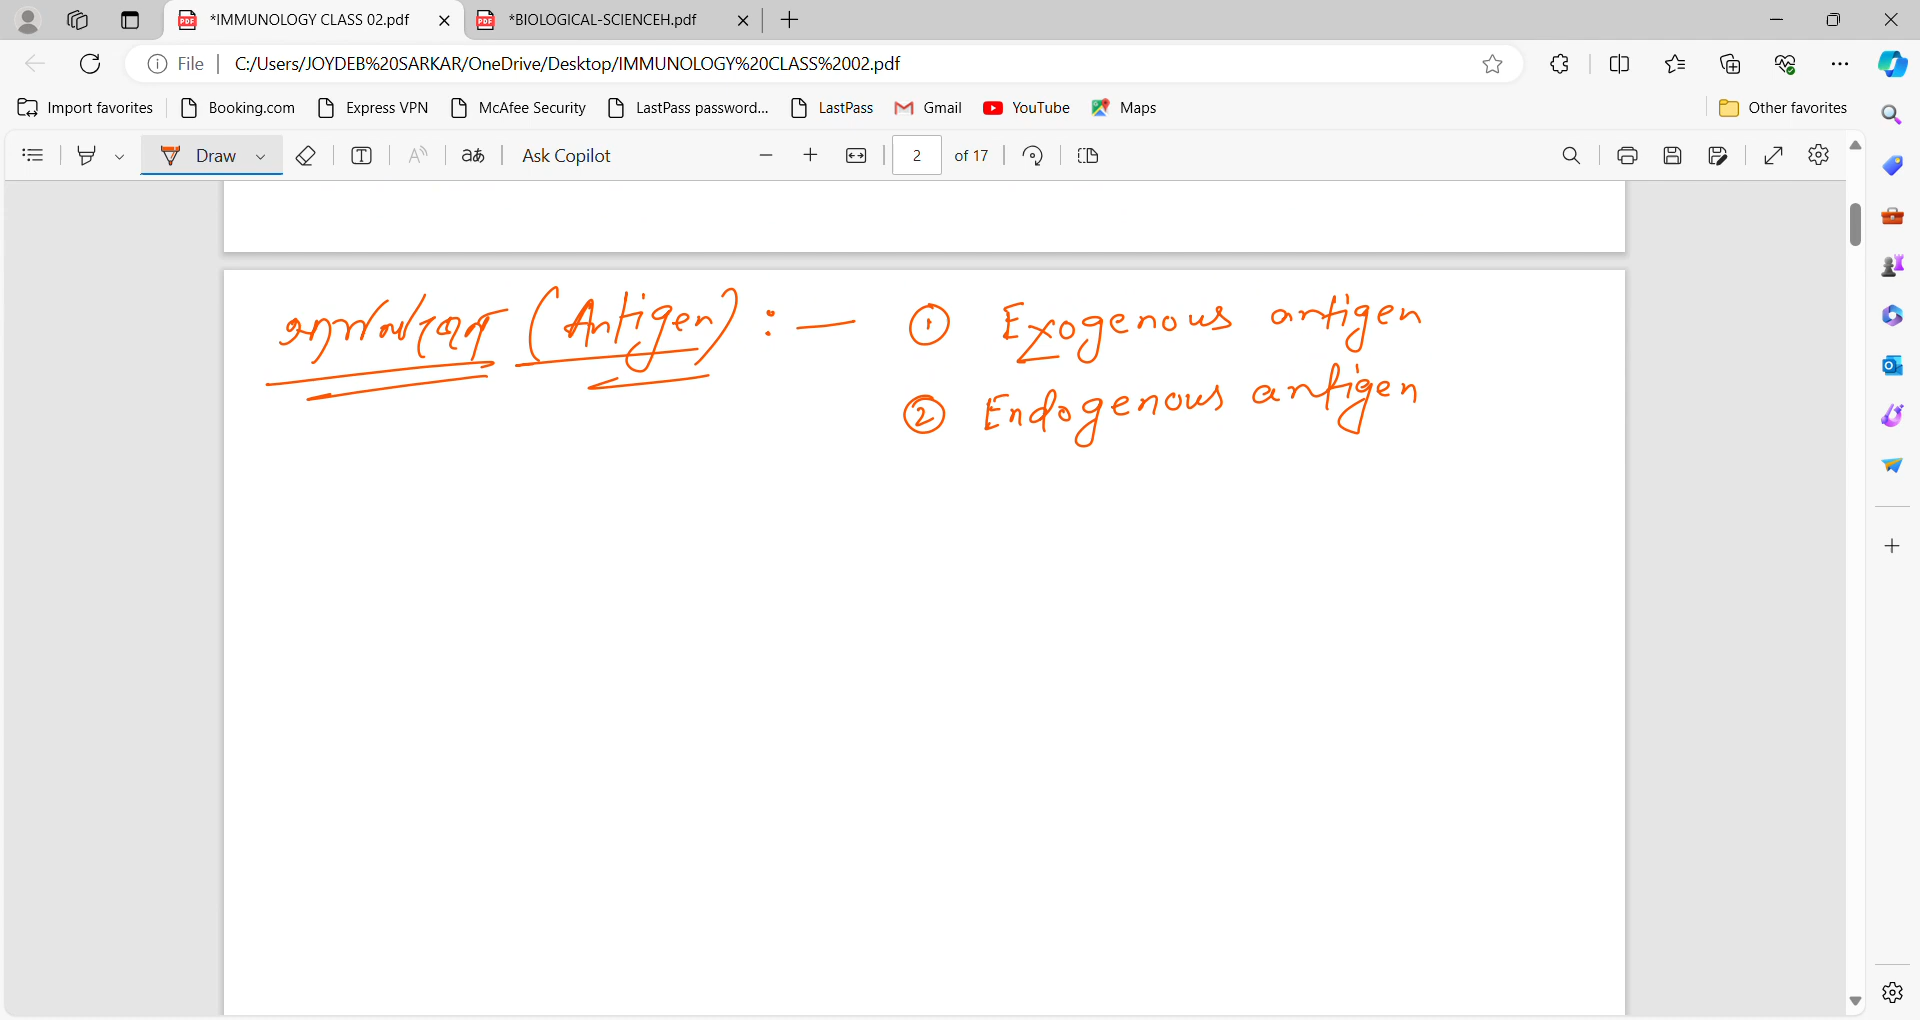 *IMMUNOLOGY CLASS 02.pdf
*BIOLOGICAL-SCIENCEH.pdf
File
C:/Users/JOYDEB%20SARKAR/OneDrive/Desktop/IMMUNOLOGY%20CLASS%2002.pdf
Import favorites Booking.com Express VPN McAfee Security LastPass password... LastPass Gmail YouTube Maps Other favorites
Draw T aあ Ask Copilot 2 of 17
(Antigen) : — ① Exogenous antigen
② Endogenous antigen